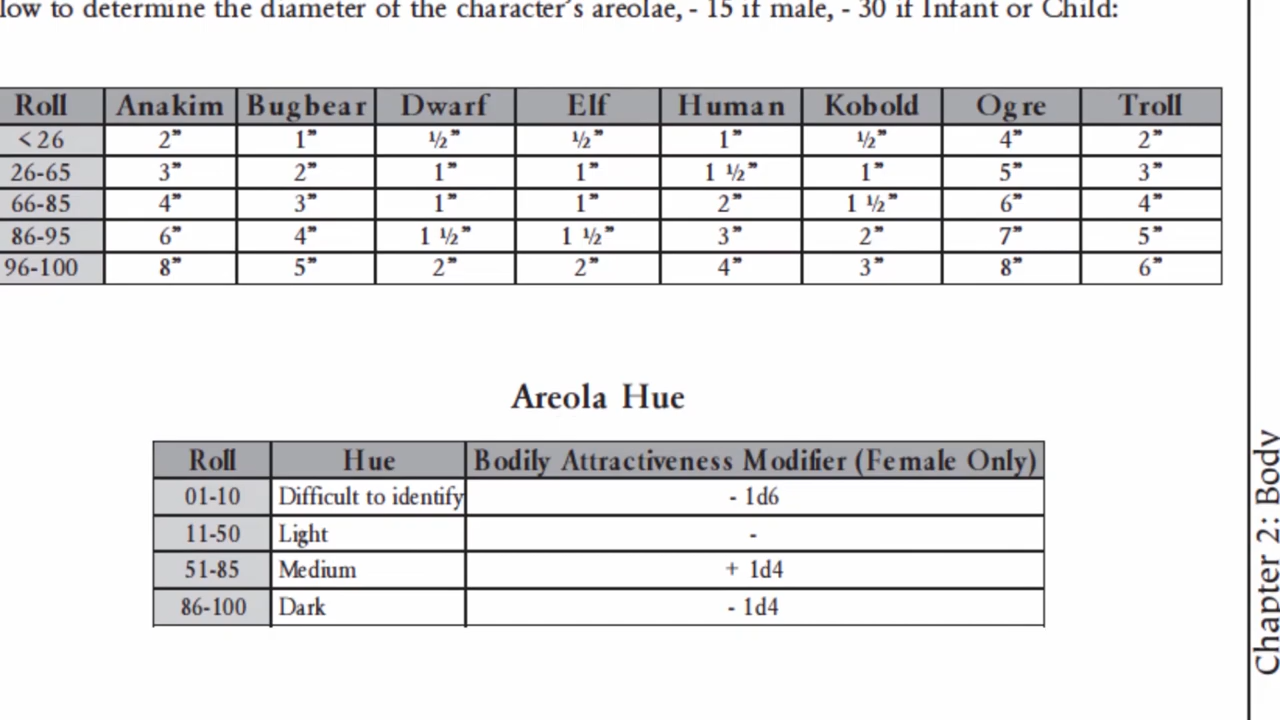 low to determine the diameter of the character's areolae, - 15 if male, - 30 if Infant or Child:
Roll Anakim Bugbear Dwarf Elf Human Kobold Ogre Troll
< 26 2" 1" ½" ½" 1" ½" 4" 2"
26-65 3" 2" 1" 1" 1 ½" 1" 5" 3"
66-85 4" 3" 1" 1" 2" 1 ½" 6" 4"
86-95 6" 4" 1 ½" 1 ½" 3" 2" 7" 5"
96-100 8" 5" 2" 2" 4" 3" 8" 6"
Areola Hue
Roll Hue Bodily Attractiveness Modifier (Female Only)
01-10 Difficult to identify - 1d6
11-50 Light -
51-85 Medium + 1d4
86-100 Dark - 1d4
Chapter 2: Body